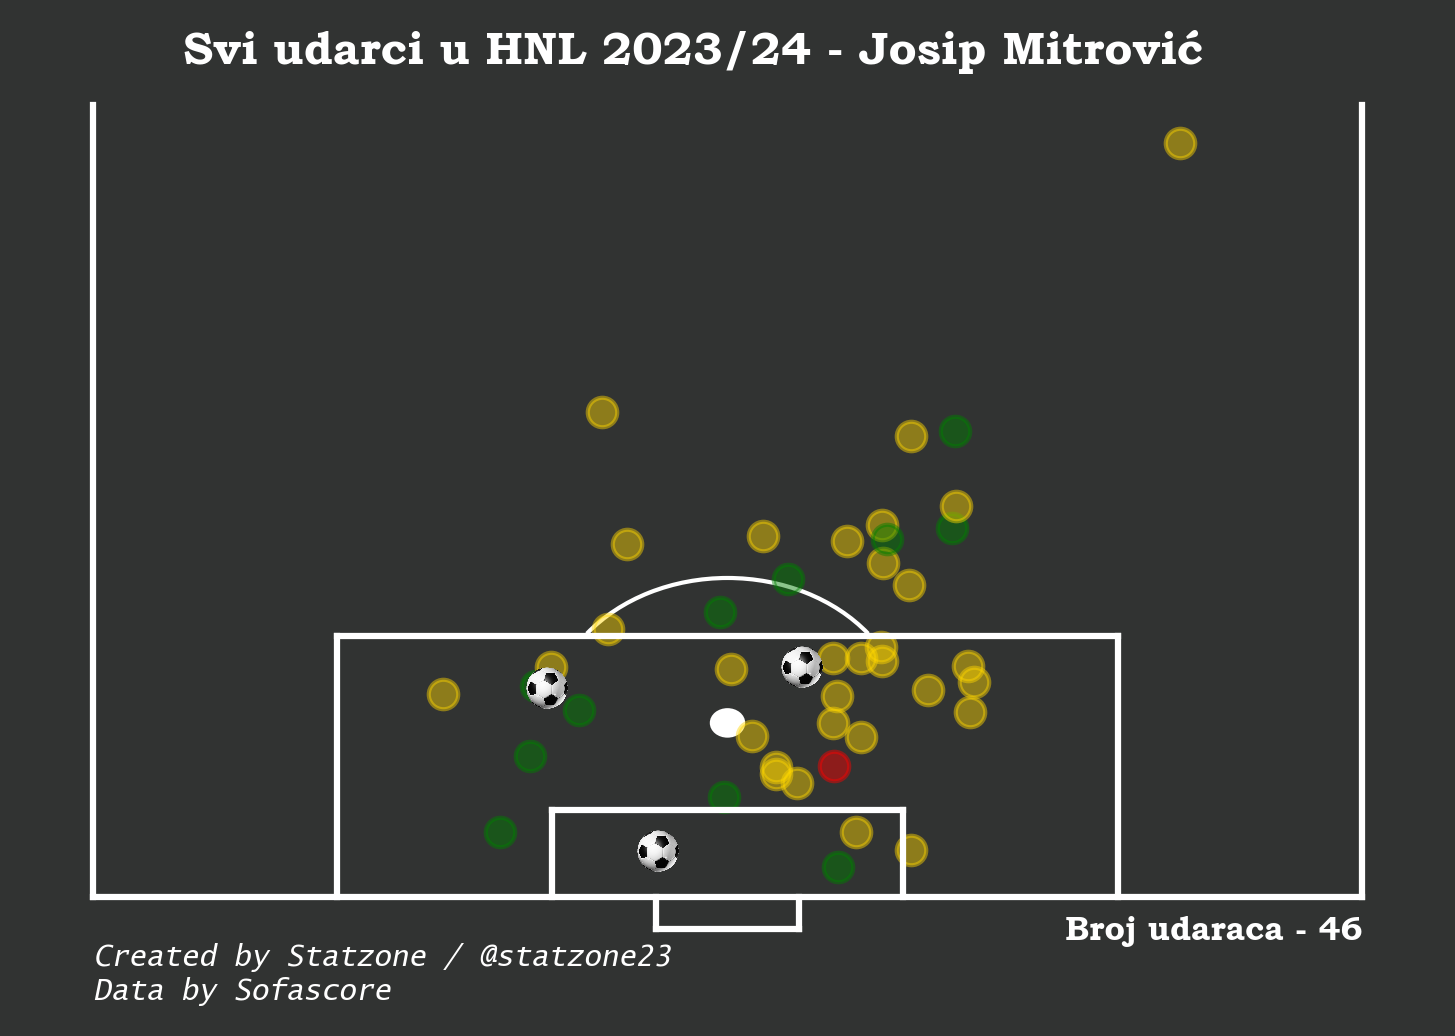 Svi udarci u HNL 2023/24 - Josip Mitrović
Broj udaraca - 46
Created by Statzone / @statzone23
Data by Sofascore